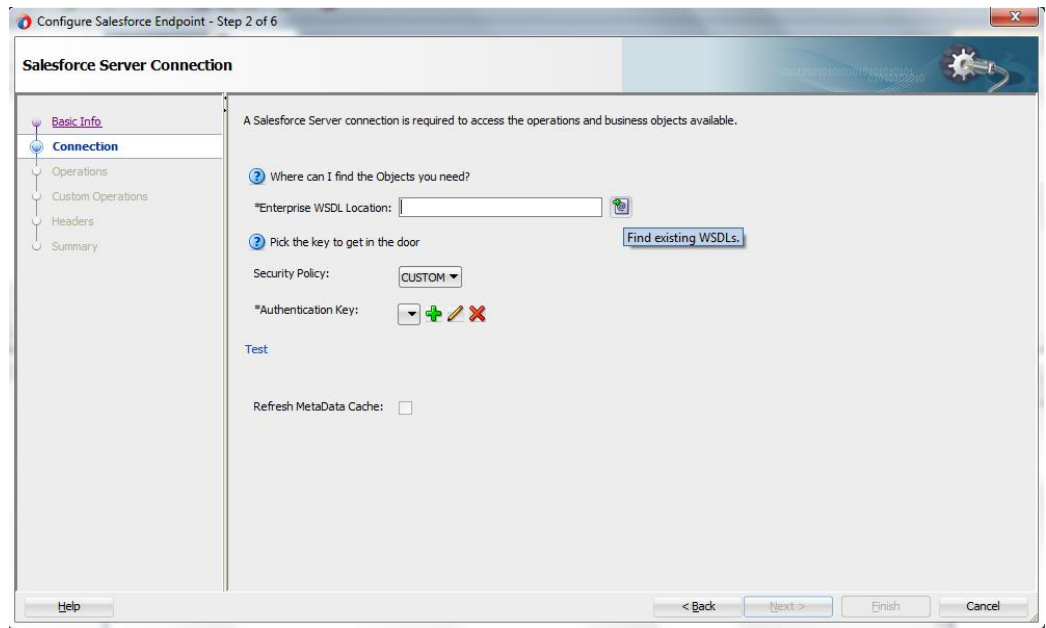 Configure Salesforce Endpoint - Step 2 of 6
x
Salesforce Server Connection
Basic Info
Connection
Operations
Custom Operations
Headers
Summary
A Salesforce Server connection is required to access the operations and business objects available.
? Where can I find the Objects you need?
*Enterprise WSDL Location:
Find existing WSDLs.
? Pick the key to get in the door
Security Policy: CUSTOM
*Authentication Key:
Test
Refresh MetaData Cache:
Help < Back Next > Finish Cancel